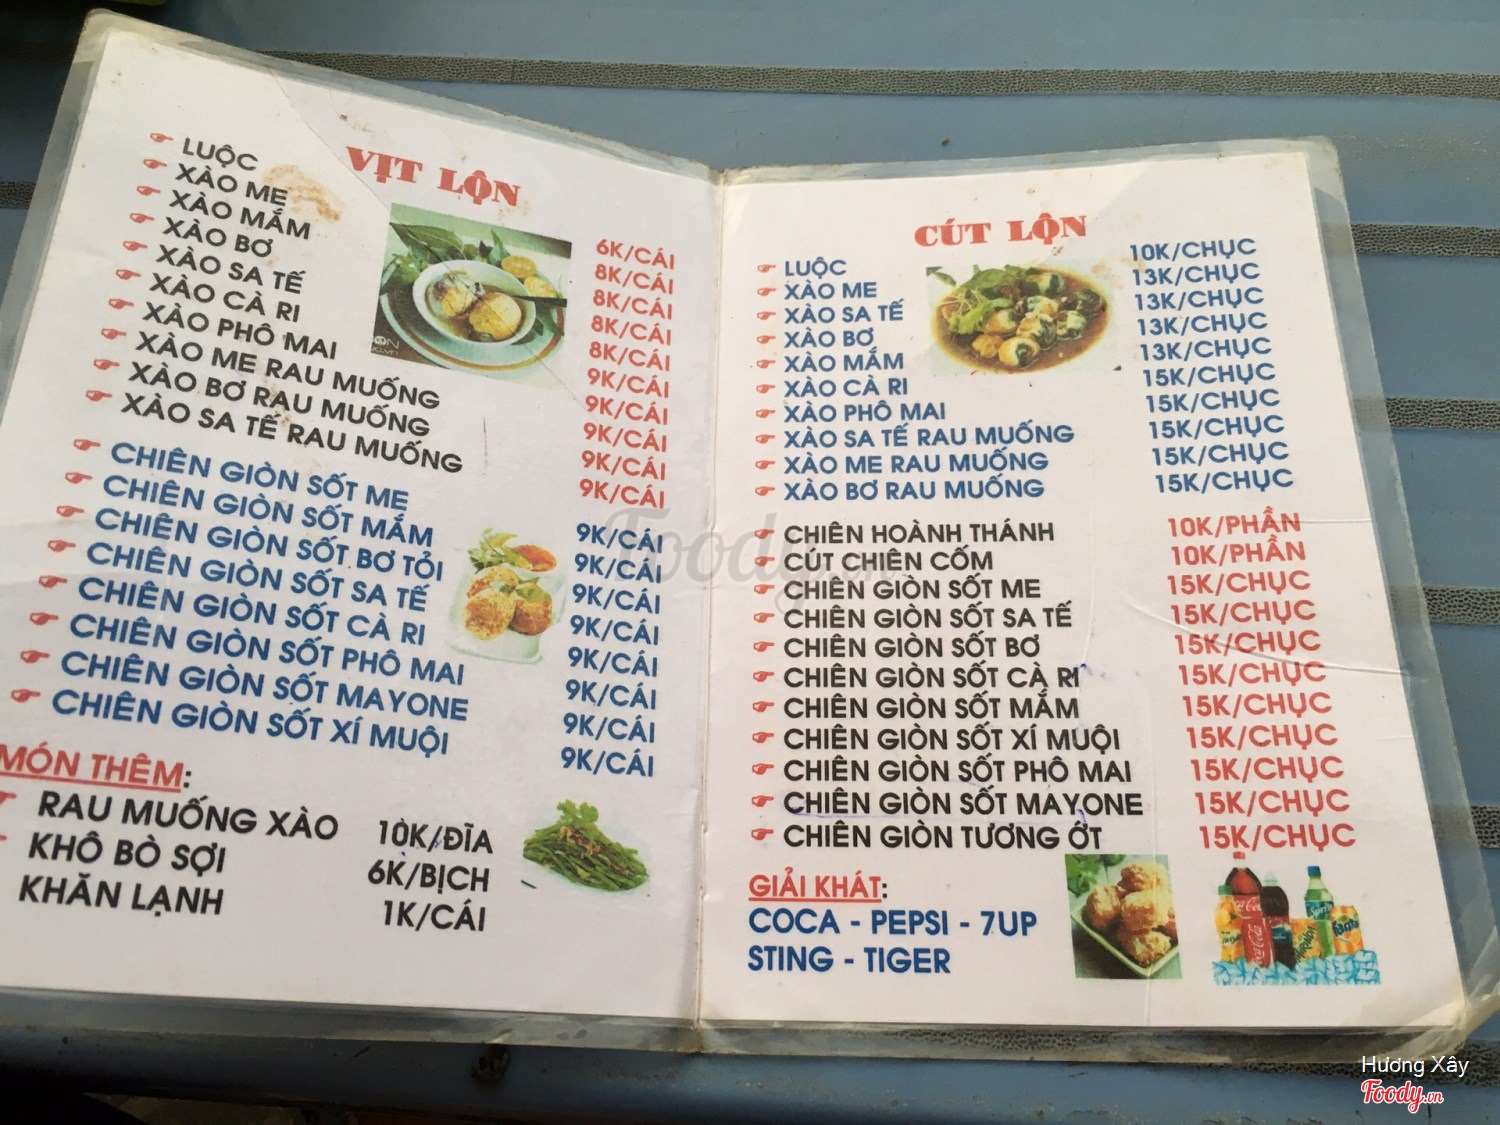 VỊT LỘN
LUỘC 6K/CÁI
XÀO ME 8K/CÁI
XÀO MẮM 8K/CÁI
XÀO BƠ 8K/CÁI
XÀO SA TẾ 8K/CÁI
XÀO CÀ RI 9K/CÁI
XÀO PHÔ MAI 9K/CÁI
XÀO ME RAU MUỐNG 9K/CÁI
XÀO BƠ RAU MUỐNG 9K/CÁI
XÀO SA TẾ RAU MUỐNG 9K/CÁI
CHIÊN GIÒN SỐT ME 9K/CÁI
CHIÊN GIÒN SỐT MẮM 9K/CÁI
CHIÊN GIÒN SỐT BƠ TỎI 9K/CÁI
CHIÊN GIÒN SỐT SA TẾ 9K/CÁI
CHIÊN GIÒN SỐT CÀ RI 9K/CÁI
CHIÊN GIÒN SỐT PHÔ MAI 9K/CÁI
CHIÊN GIÒN SỐT MAYONE 9K/CÁI
CHIÊN GIÒN SỐT XÍ MUỘI 9K/CÁI
MÓN THÊM:
RAU MUỐNG XÀO 10K/ĐĨA
KHÔ BÒ SỢI 6K/BỊCH
KHĂN LẠNH 1K/CÁI
CÚT LỘN
LUỘC 10K/CHỤC
XÀO ME 13K/CHỤC
XÀO SA TẾ 13K/CHỤC
XÀO BƠ 13K/CHỤC
XÀO MẮM 13K/CHỤC
XÀO CÀ RI 15K/CHỤC
XÀO PHÔ MAI 15K/CHỤC
XÀO SA TẾ RAU MUỐNG 15K/CHỤC
XÀO ME RAU MUỐNG 15K/CHỤC
XÀO BƠ RAU MUỐNG 15K/CHỤC
CHIÊN HOÀNH THÁNH 10K/PHẦN
CÚT CHIÊN CỐM 10K/PHẦN
CHIÊN GIÒN SỐT ME 15K/CHỤC
CHIÊN GIÒN SỐT SA TẾ 15K/CHỤC
CHIÊN GIÒN SỐT BƠ 15K/CHỤC
CHIÊN GIÒN SỐT CÀ RI 15K/CHỤC
CHIÊN GIÒN SỐT MẮM 15K/CHỤC
CHIÊN GIÒN SỐT XÍ MUỘI 15K/CHỤC
CHIÊN GIÒN SỐT PHÔ MAI 15K/CHỤC
CHIÊN GIÒN SỐT MAYONE 15K/CHỤC
CHIÊN GIÒN TƯƠNG ỚT 15K/CHỤC
GIẢI KHÁT:
COCA - PEPSI - 7UP
STING - TIGER
Foody.vn
Hương Xây
Foody.vn